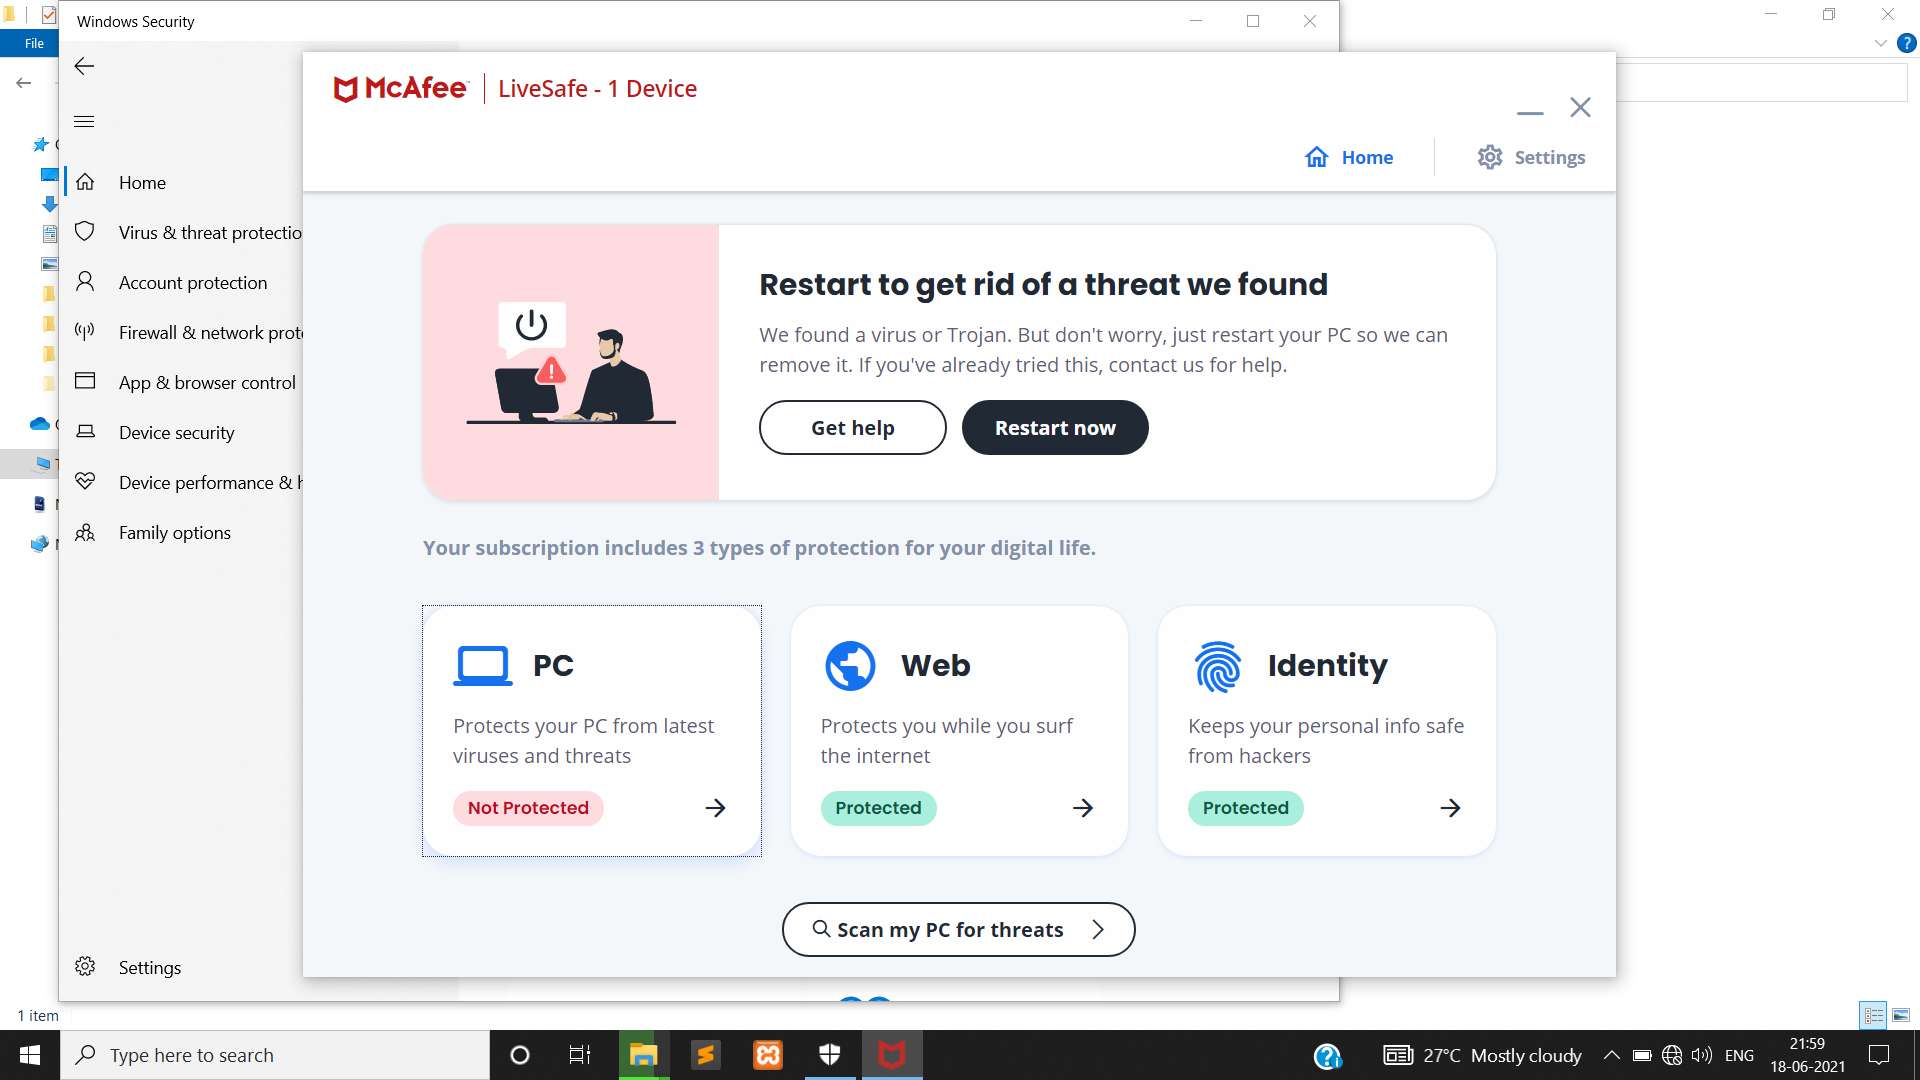 Windows Security
File
McAfee
LiveSafe - 1 Device
Home
Settings
Home
Virus & threat protectio
Account protection
Firewall & network prote
App & browser control
Device security
Device performance & h
Family options
Settings
Restart to get rid of a threat we found
We found a virus or Trojan. But don't worry, just restart your PC so we can
remove it. If you've already tried this, contact us for help.
Get help
Restart now
Your subscription includes 3 types of protection for your digital life.
PC
Protects your PC from latest
viruses and threats
Not Protected
Web
Protects you while you surf
the internet
Protected
Identity
Keeps your personal info safe
from hackers
Protected
Scan my PC for threats
1 item
Type here to search
27°C Mostly cloudy
ENG
21:59
18-06-2021